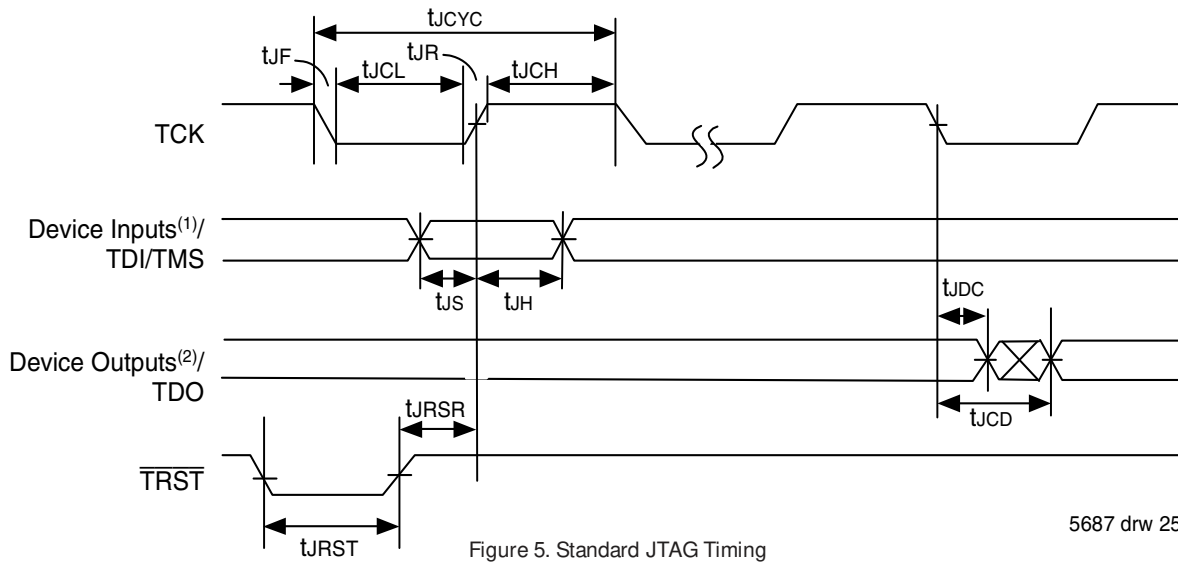 tJCYC
tJF
tJCL
tJR
tJCH
TCK
Device Inputs(1)/
TDI/TMS
tJS
tJH
tJDC
Device Outputs(2)/
TDO
tJRSR
tJCD
TRST
tJRST
5687 drw 25
Figure 5. Standard JTAG Timing